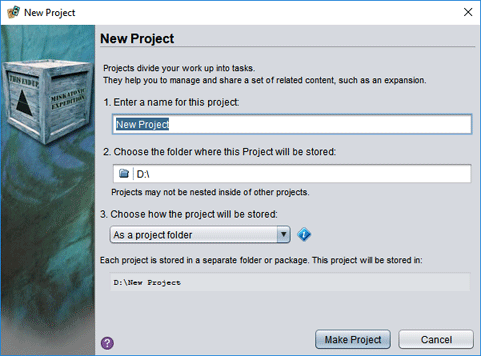 New Project
New Project
Projects divide your work up into tasks.
They help you to manage and share a set of related content, such as an expansion.
1. Enter a name for this project:
New Project
2. Choose the folder where this Project will be stored:
D:\
Projects may not be nested inside of other projects.
3. Choose how the project will be stored:
As a project folder
Each project is stored in a separate folder or package. This project will be stored in:
D:\New Project
Make Project
Cancel
THIS END UP
MISKATONIC
EXPEDITION